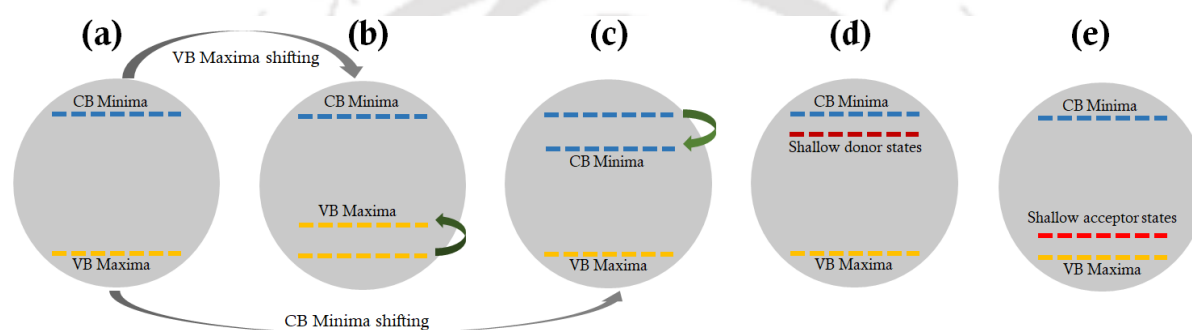 (a)
(b)
(c)
(d)
(e)
VB Maxima shifting
CB Minima
VB Maxima
CB Minima
VB Maxima
CB Minima
VB Maxima
CB Minima
Shallow donor states
VB Maxima
CB Minima
Shallow acceptor states
VB Maxima
CB Minima shifting